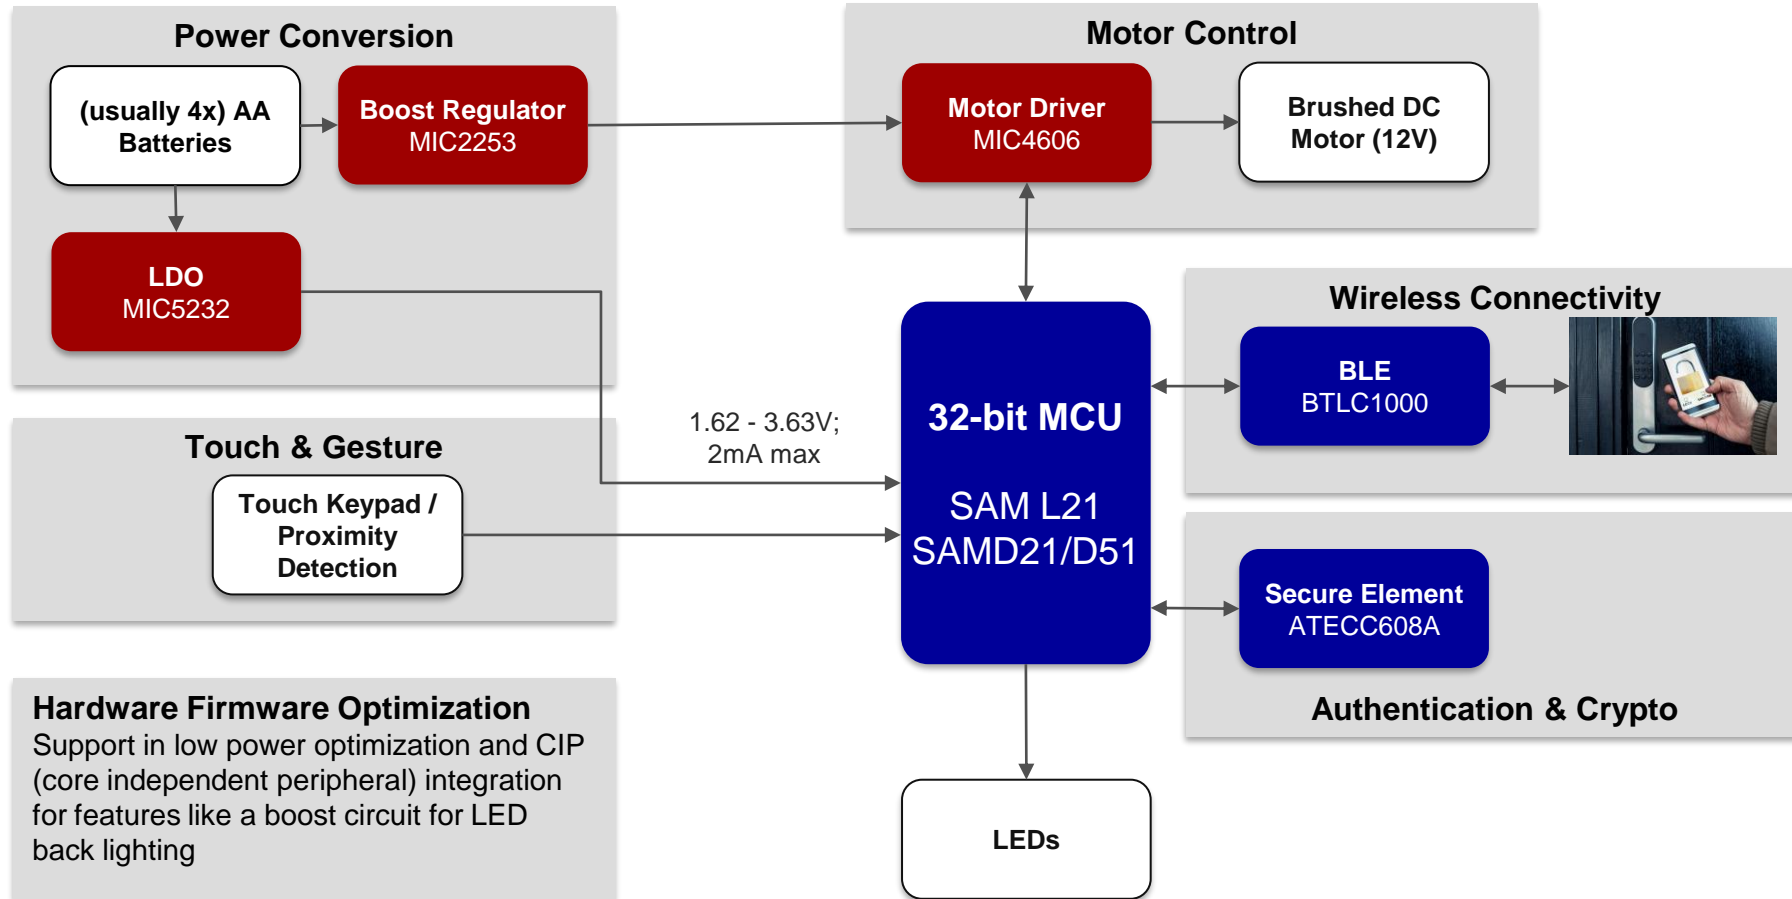 Power Conversion
(usually 4x) AA
Batteries
Boost Regulator
MIC2253
LDO
MIC5232
Motor Control
Motor Driver
MIC4606
Brushed DC
Motor (12V)
Touch & Gesture
Touch Keypad /
Proximity
Detection
1.62 - 3.63V;
2mA max
32-bit MCU
SAM L21
SAMD21/D51
Wireless Connectivity
BLE
BTLC1000
Secure Element
ATECC608A
Authentication & Crypto
Hardware Firmware Optimization
Support in low power optimization and CIP
(core independent peripheral) integration
for features like a boost circuit for LED
back lighting
LEDs